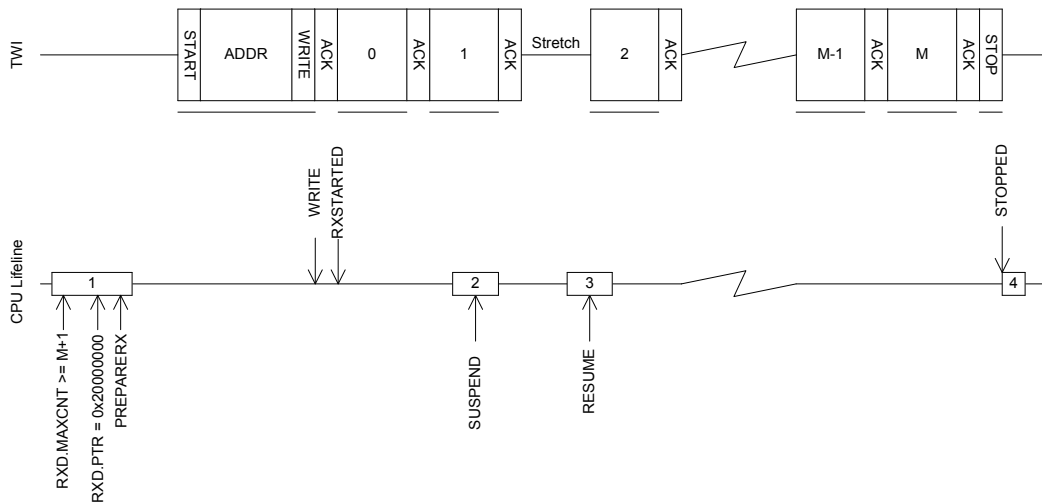 TWI
START
ADDR
WRITE
ACK
0
ACK
1
ACK
Stretch
2
ACK
M-1
ACK
M
ACK
STOP
WRITE
RXSTARTED
STOPPED
CPU Lifeline
1
2
3
4
RXD.MAXCNT >= M+1
RXD.PTR = 0x20000000
PREPARERX
SUSPEND
RESUME